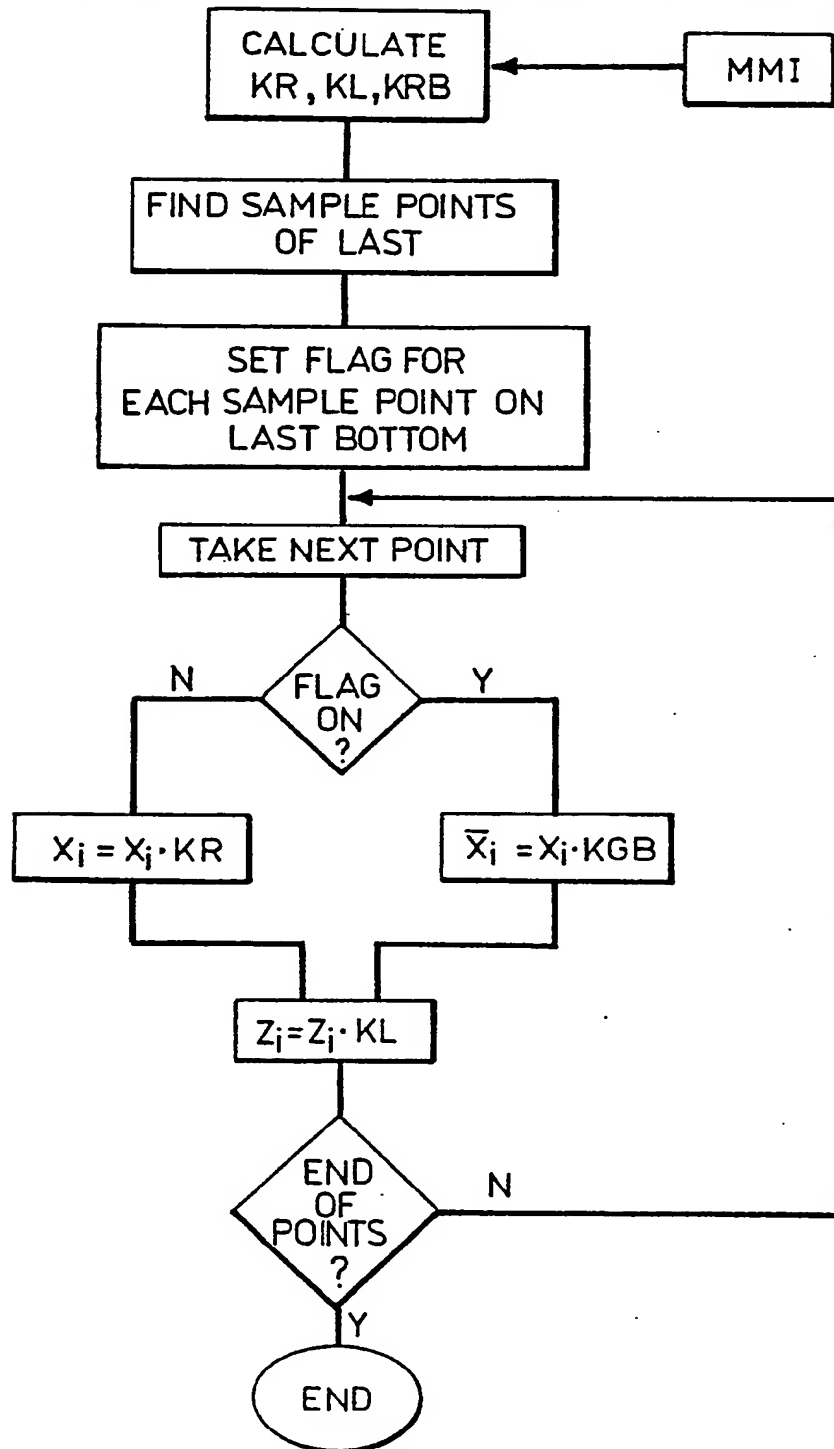 CALCULATE
KR, KL, KRB
MMI
FIND SAMPLE POINTS
OF LAST
SET FLAG FOR
EACH SAMPLE POINT ON
LAST BOTTOM
TAKE NEXT POINT
N
FLAG
ON
?
Y
Xi = Xi · KR
X̅i = Xi · KGB
Zi = Zi · KL
END
OF
POINTS
?
N
Y
END